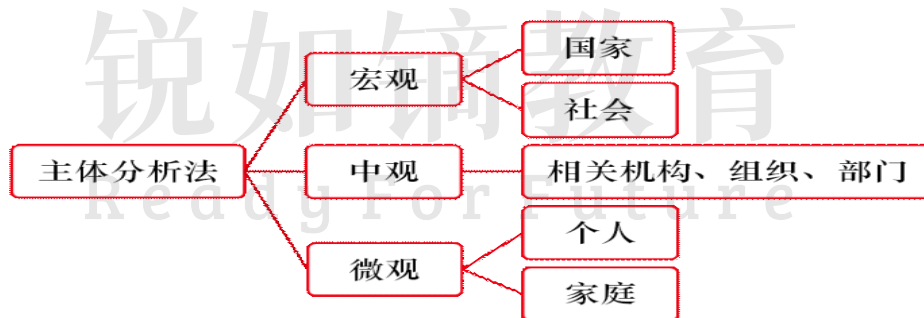 锐如镝教育
Ready For Future
主体分析法
宏观
国家
社会
中观
相关机构、组织、部门
微观
个人
家庭